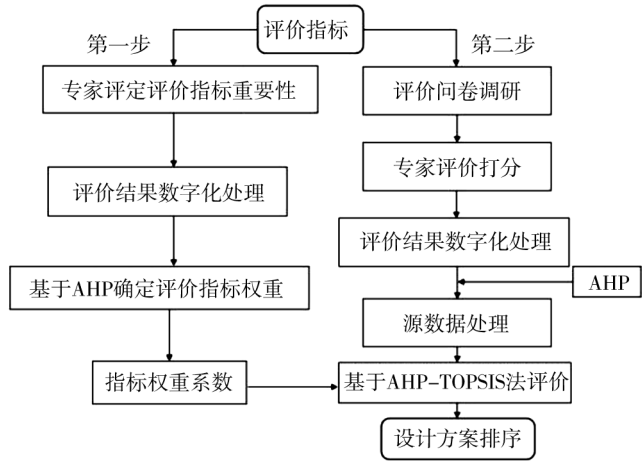 评价指标
第一步
第二步
专家评定评价指标重要性
评价问卷调研
专家评价打分
评价结果数字化处理
评价结果数字化处理
基于AHP确定评价指标权重
AHP
源数据处理
指标权重系数
基于AHP-TOPSIS法评价
设计方案排序